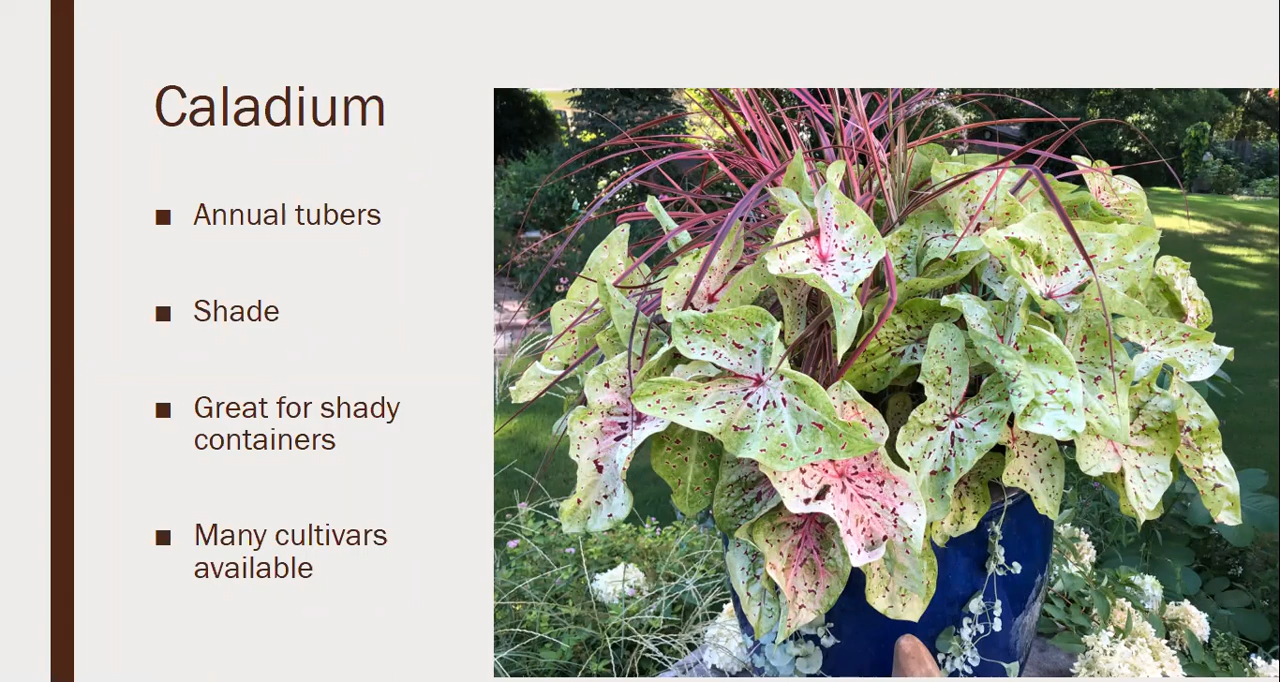 Caladium
■ Annual tubers
■ Shade
■ Great for shady
containers
■ Many cultivars
available